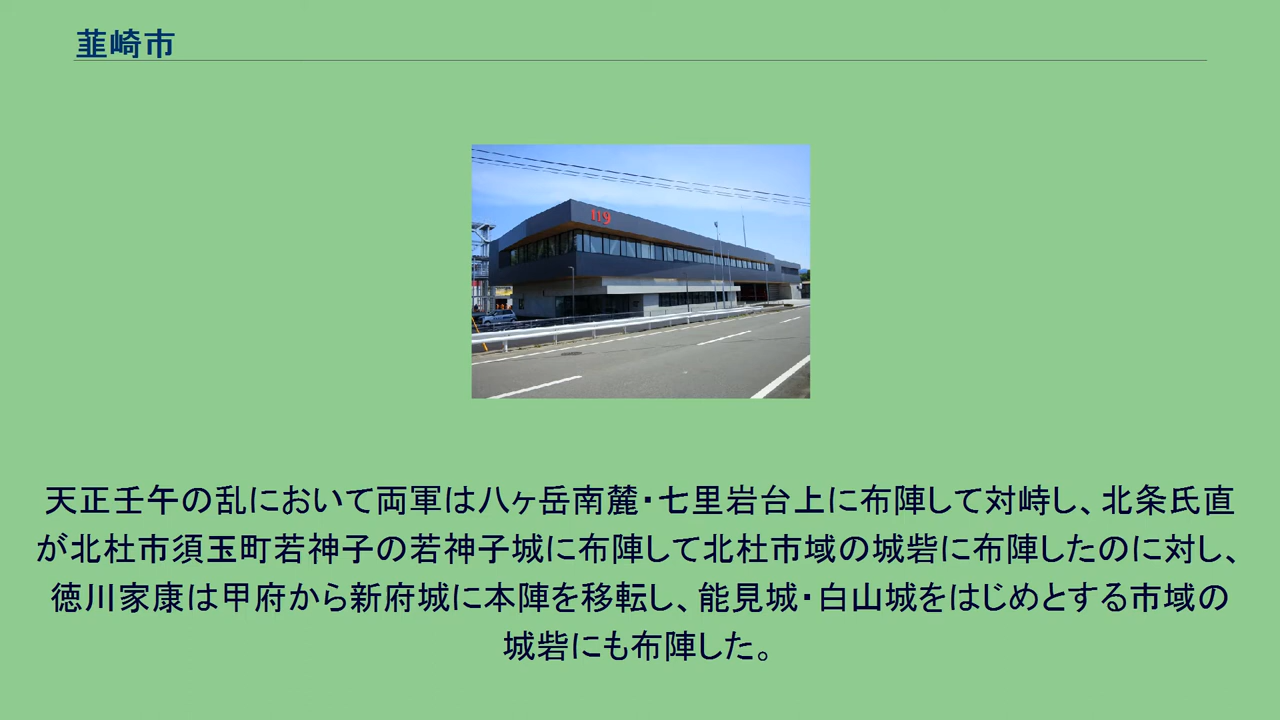 韮崎市
119
天正壬午の乱において両軍は八ヶ岳南麓・七里岩台上に布陣して対峙し、北条氏直
が北杜市須玉町若神子の若神子城に布陣して北杜市域の城砦に布陣したのに対し、
徳川家康は甲府から新府城に本陣を移転し、能見城・白山城をはじめとする市域の
城砦にも布陣した。